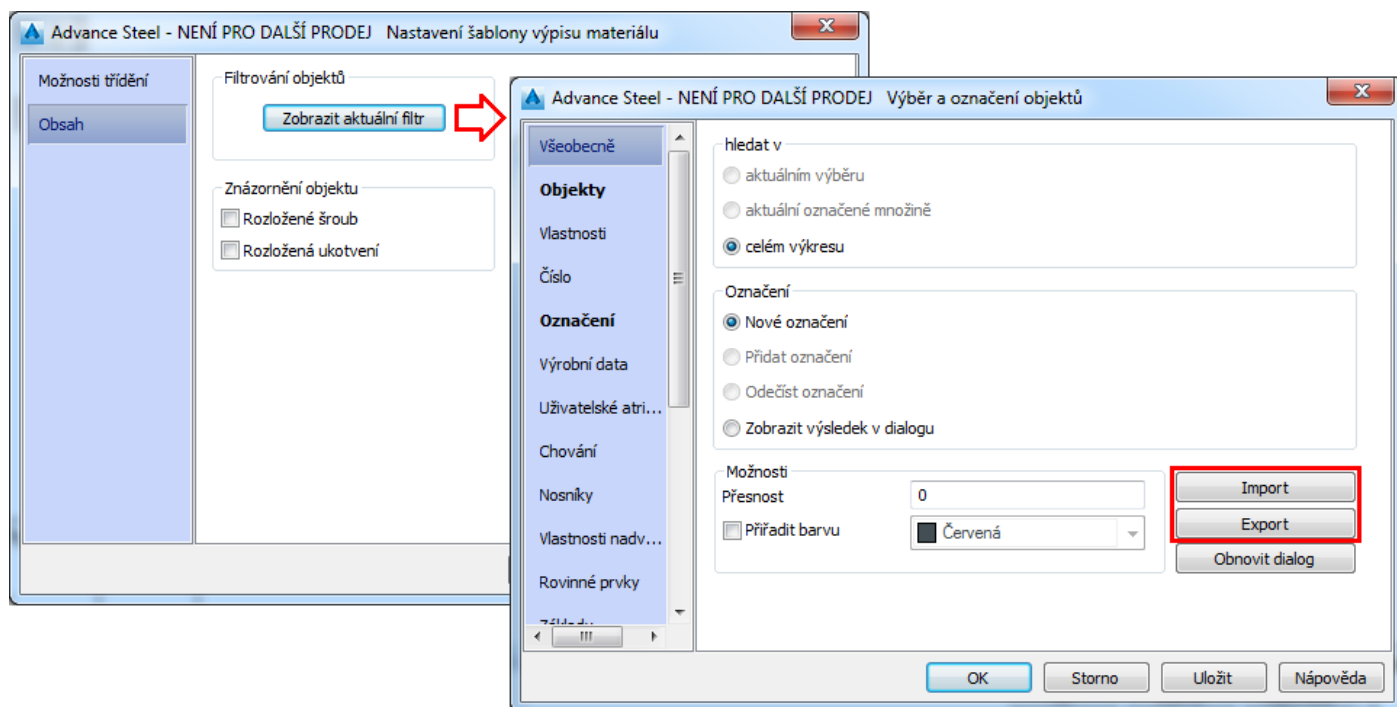 Advance Steel - NENÍ PRO DALŠÍ PRODEJ Nastavení šablony výpisu materiálu
Možnosti třídění
Obsah
Filtrování objektů
Zobrazit aktuální filtr
Znázornění objektu
Rozložené šroub
Rozložená ukotvení
Advance Steel - NENÍ PRO DALŠÍ PRODEJ Výběr a označení objektů
Všeobecně
Objekty
Vlastnosti
Číslo
Označení
Výrobní data
Uživatelské atri...
Chování
Nosníky
Vlastnosti nadv...
Rovinné prvky
hledat v
aktuálním výběru
aktuální označené množině
celém výkresu
Označení
Nové označení
Přidat označení
Odečíst označení
Zobrazit výsledek v dialogu
Možnosti
Přesnost 0
Přiřadit barvu Červená
Import
Export
Obnovit dialog
OK Storno Uložit Nápověda